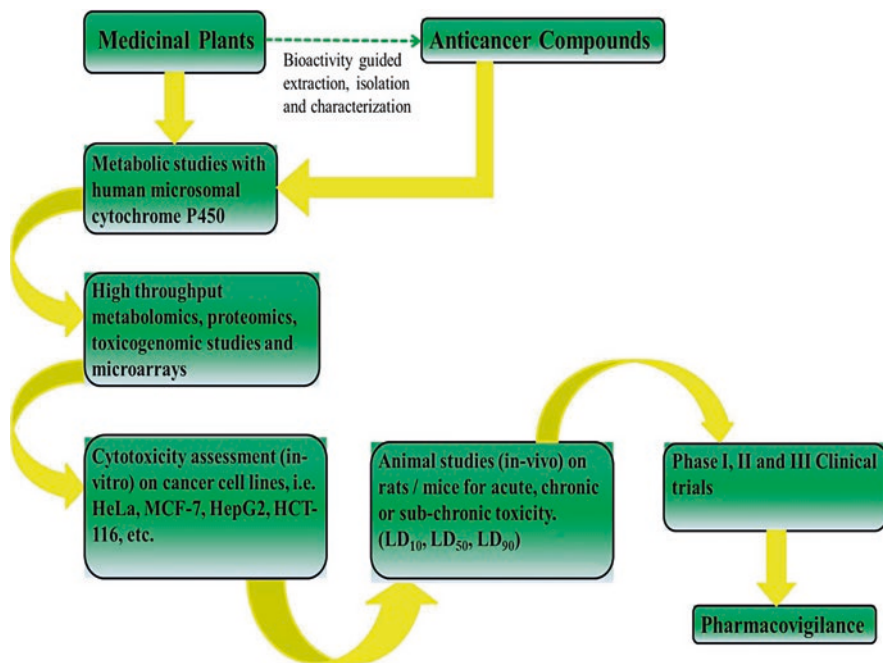 Medicinal Plants
Anticancer Compounds
Bioactivity guided
extraction, isolation
and characterization
Metabolic studies with
human microsomal
cytochrome P450
High throughput
metabolomics, proteomics,
toxicogenomic studies and
microarrays
Cytotoxicity assessment (in-
vitro) on cancer cell lines, i.e.
HeLa, MCF-7, HepG2, HCT-
116, etc.
Animal studies (in-vivo) on
rats / mice for acute, chronic
or sub-chronic toxicity.
(LD₁₀, LD₅₀, LD₉₀)
Phase I, II and III Clinical
trials
Pharmacovigilance